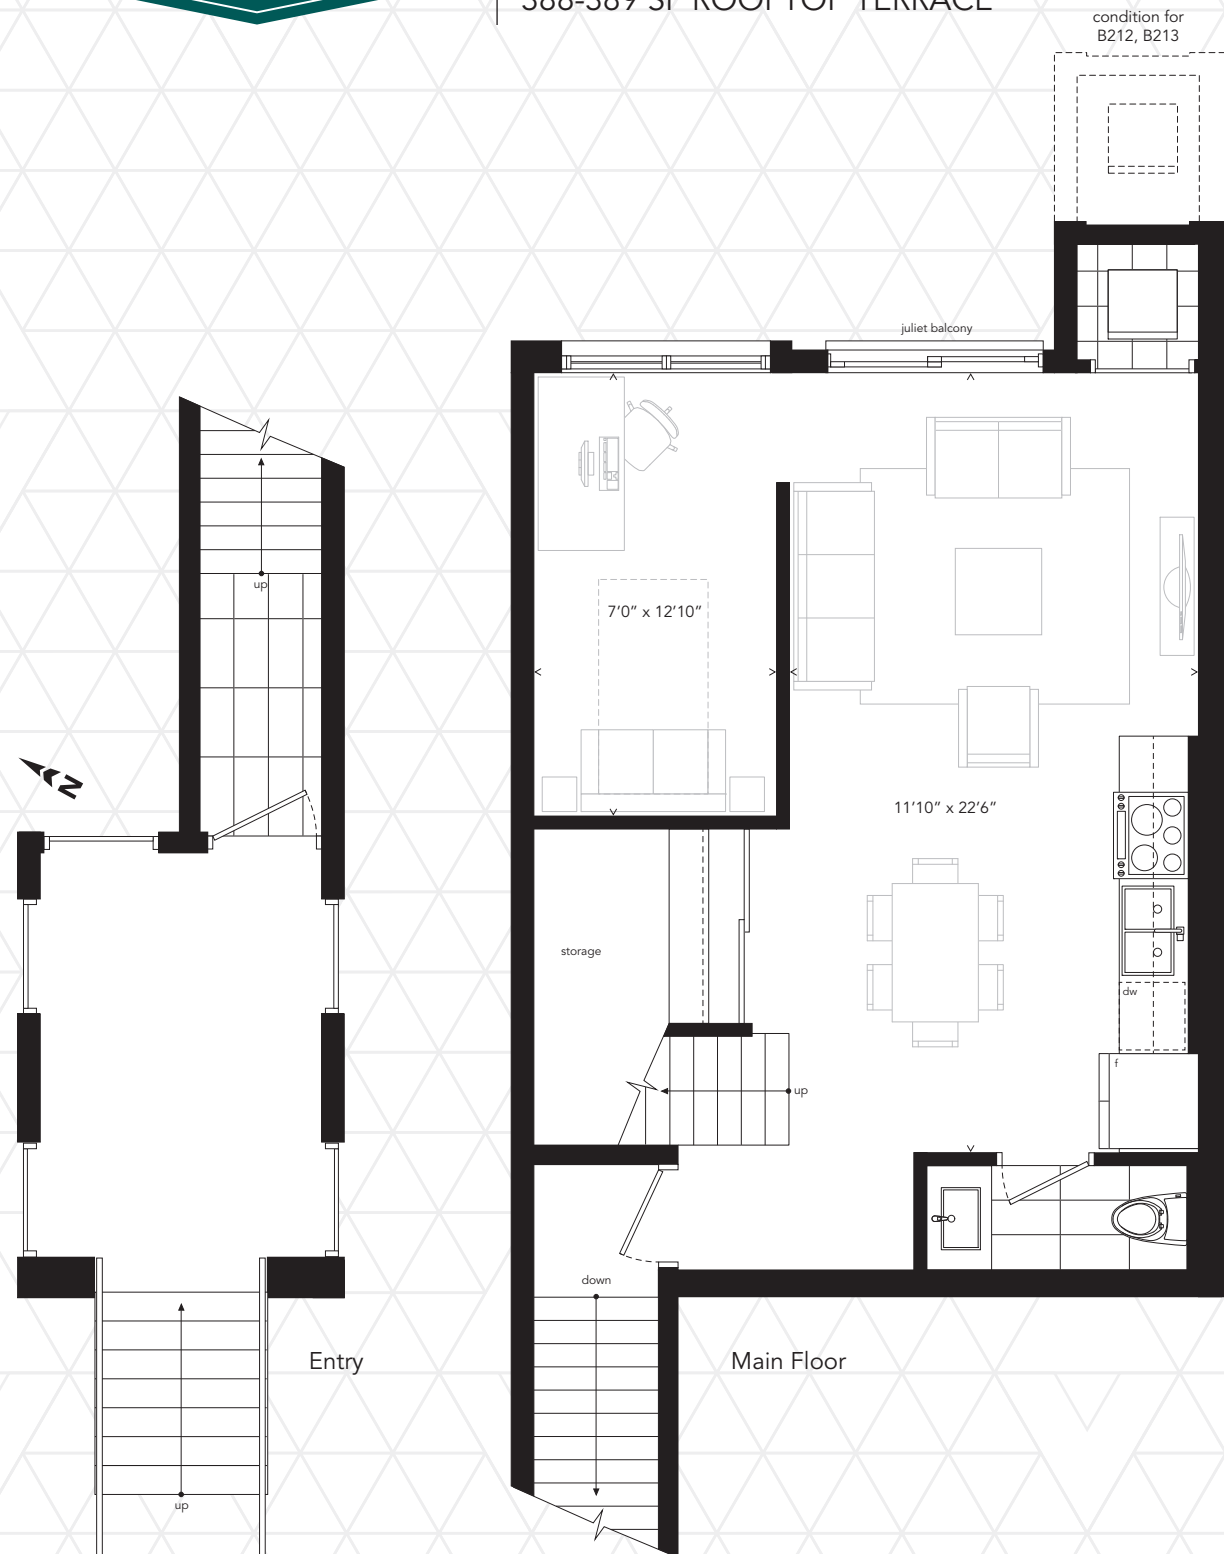 388-389 SF ROOFTOP TERRACE
condition for
B212, B213
juliet balcony
up
7'0" x 12'10"
N
11'10" x 22'6"
storage
dw
f
up
down
Entry
Main Floor
up